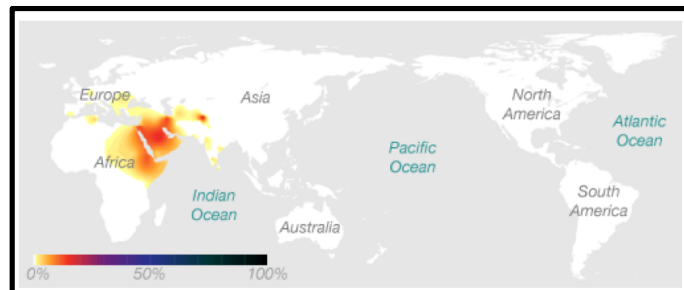 Europe
Asia
North
America
Atlantic
Ocean
Pacific
Ocean
Africa
Indian
Ocean
South
America
Australia
0%
50%
100%